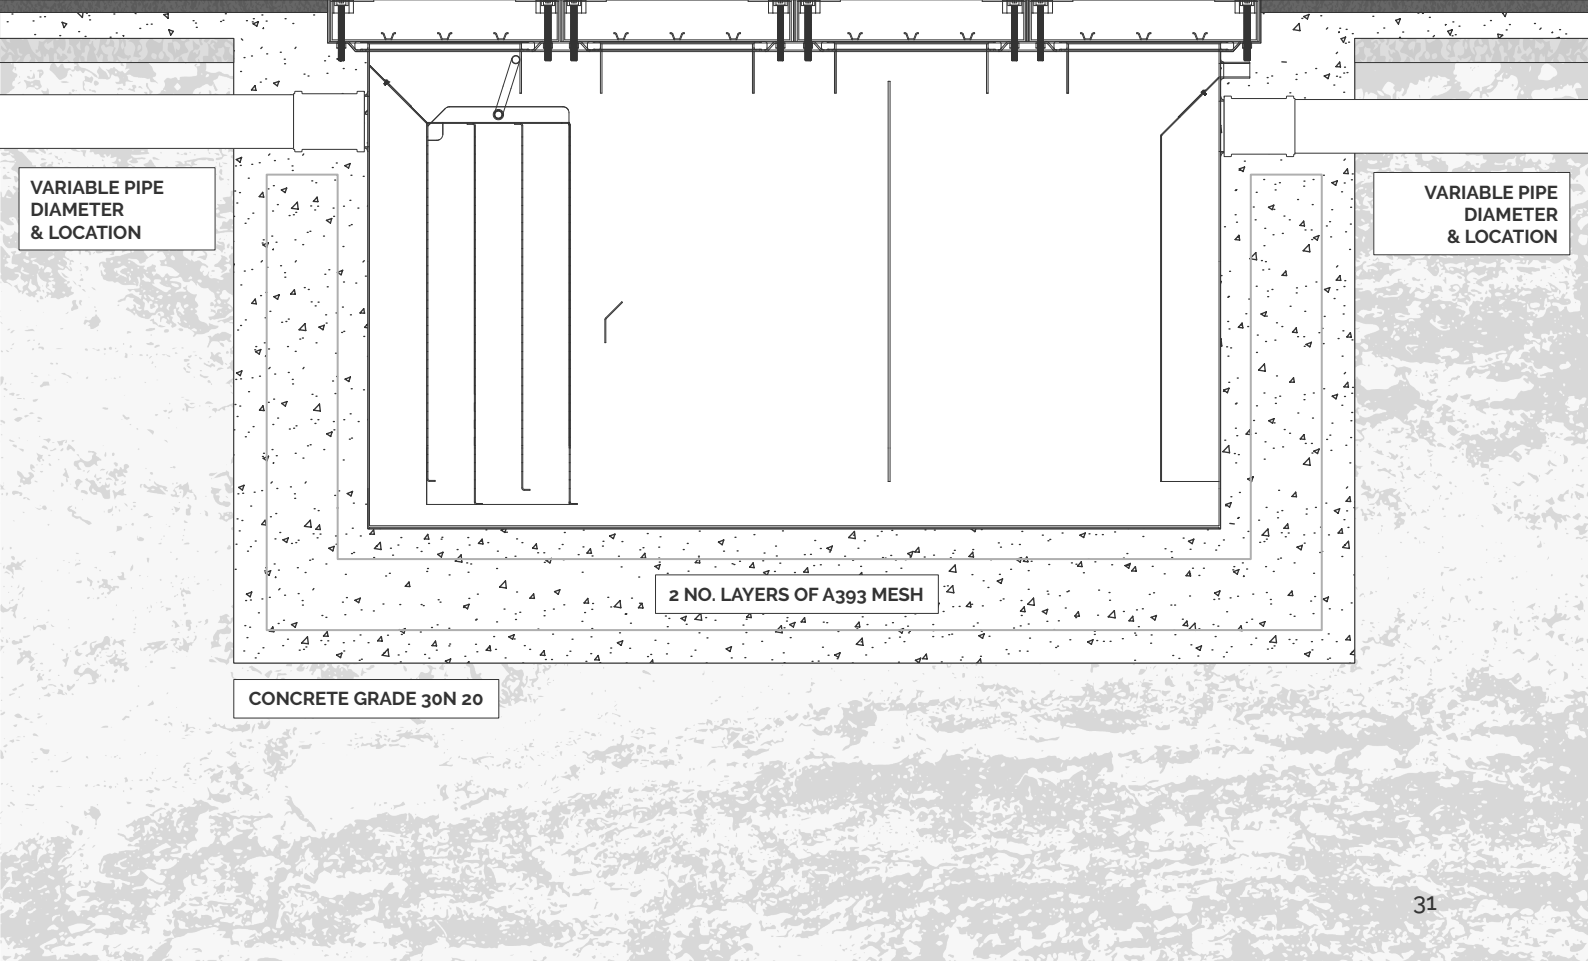 VARIABLE PIPE
DIAMETER
& LOCATION
VARIABLE PIPE
DIAMETER
& LOCATION
2 NO. LAYERS OF A393 MESH
CONCRETE GRADE 30N 20
31